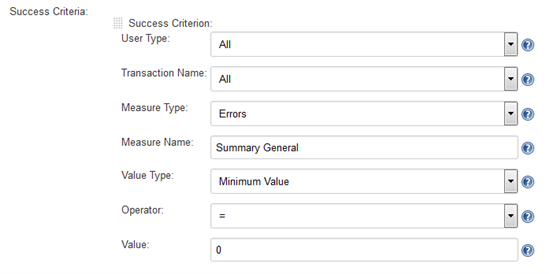 Success Criteria:
Success Criterion:
User Type: All
Transaction Name: All
Measure Type: Errors
Measure Name: Summary General
Value Type: Minimum Value
Operator: =
Value: 0